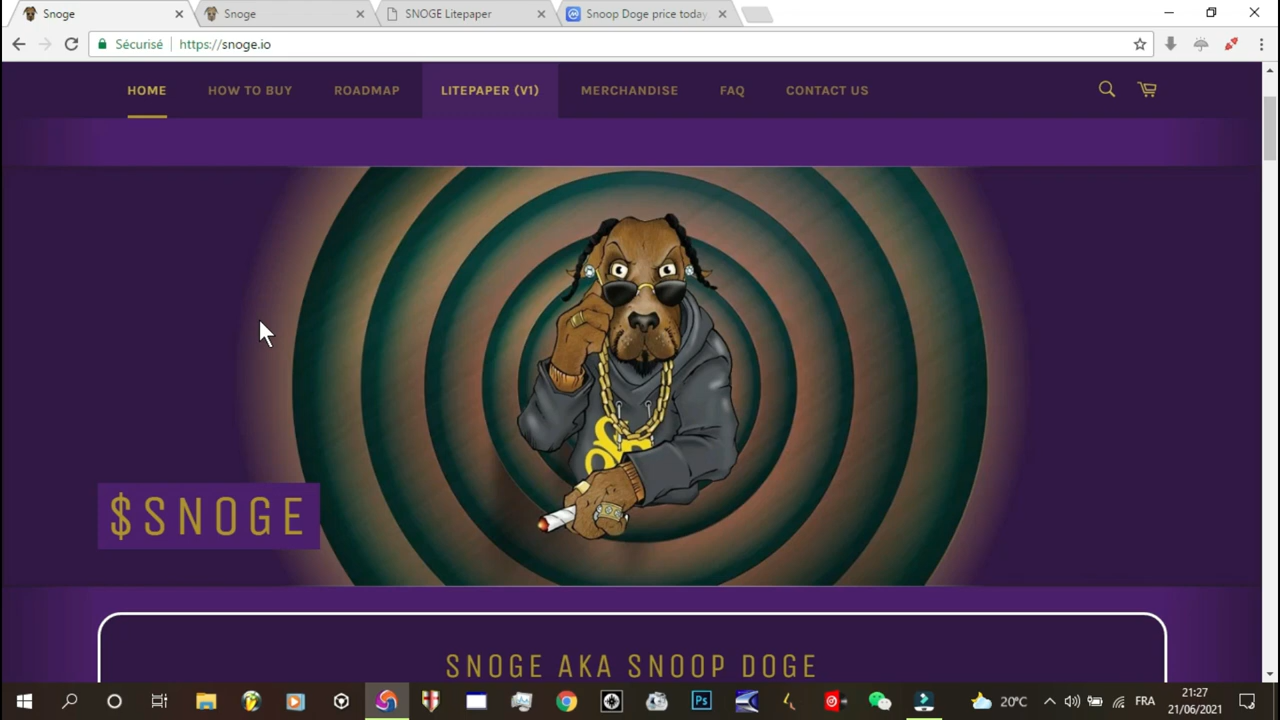 Snoge
Snoge
SNOGE Litepaper
Snoop Doge price today
Sécurisé
https://snoge.io
HOME
HOW TO BUY
ROADMAP
LITEPAPER (V1)
MERCHANDISE
FAQ
CONTACT US
$SNOGE
SNOGE AKA SNOOP DOGE
20°C
FRA
21:27
21/06/2021
Ps